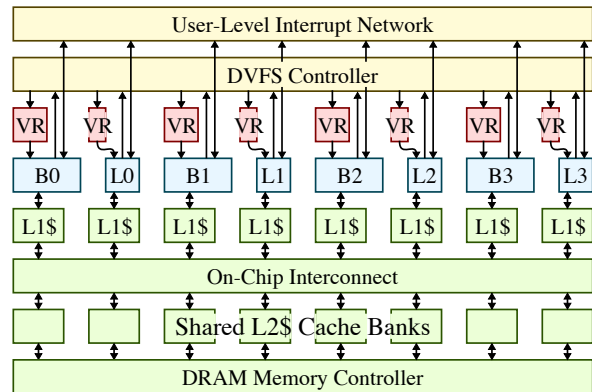 User-Level Interrupt Network
DVFS Controller
VR VR VR VR VR VR VR VR
B0 L0 B1 L1 B2 L2 B3 L3
L1$ L1$ L1$ L1$ L1$ L1$ L1$ L1$
On-Chip Interconnect
Shared L2$ Cache Banks
DRAM Memory Controller